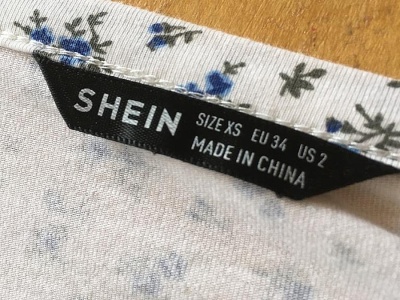 SHEIN
SIZE XS EU 34 US 2
MADE IN CHINA